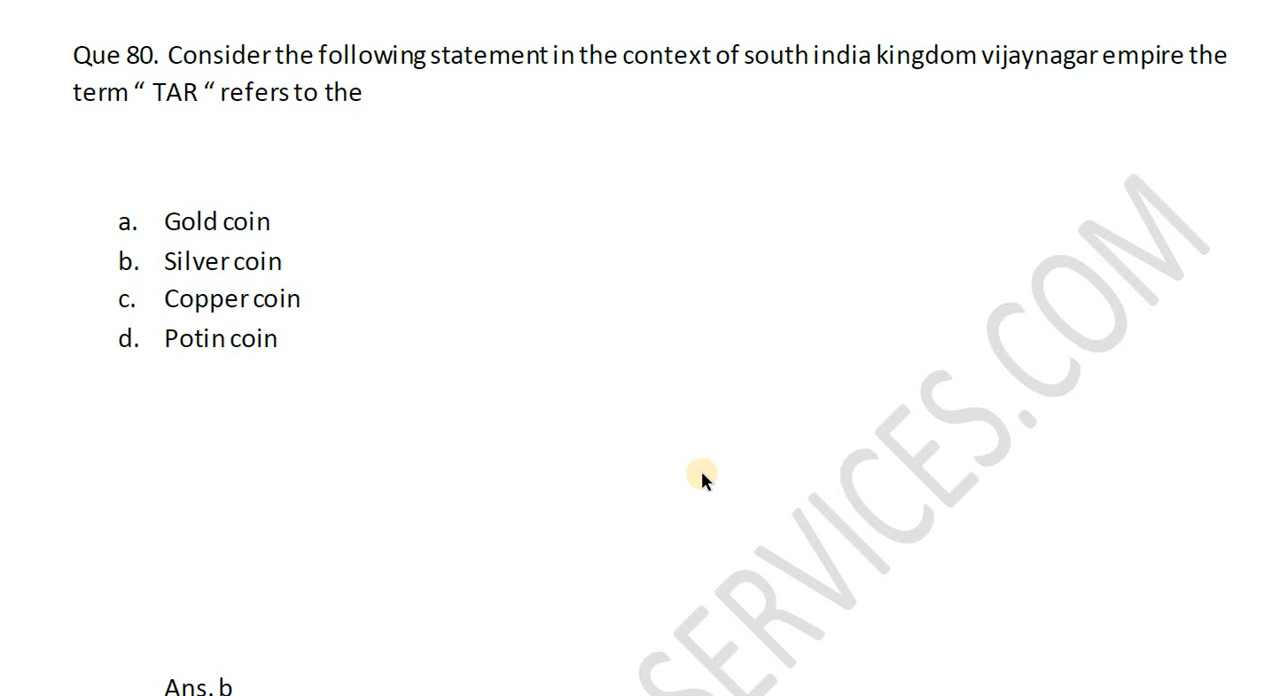 Que 80. Consider the following statement in the context of south india kingdom vijaynagar empire the
term “ TAR “ refers to the
a. Gold coin
b. Silver coin
c. Copper coin
d. Potin coin
SERVICES.COM
Ans. b